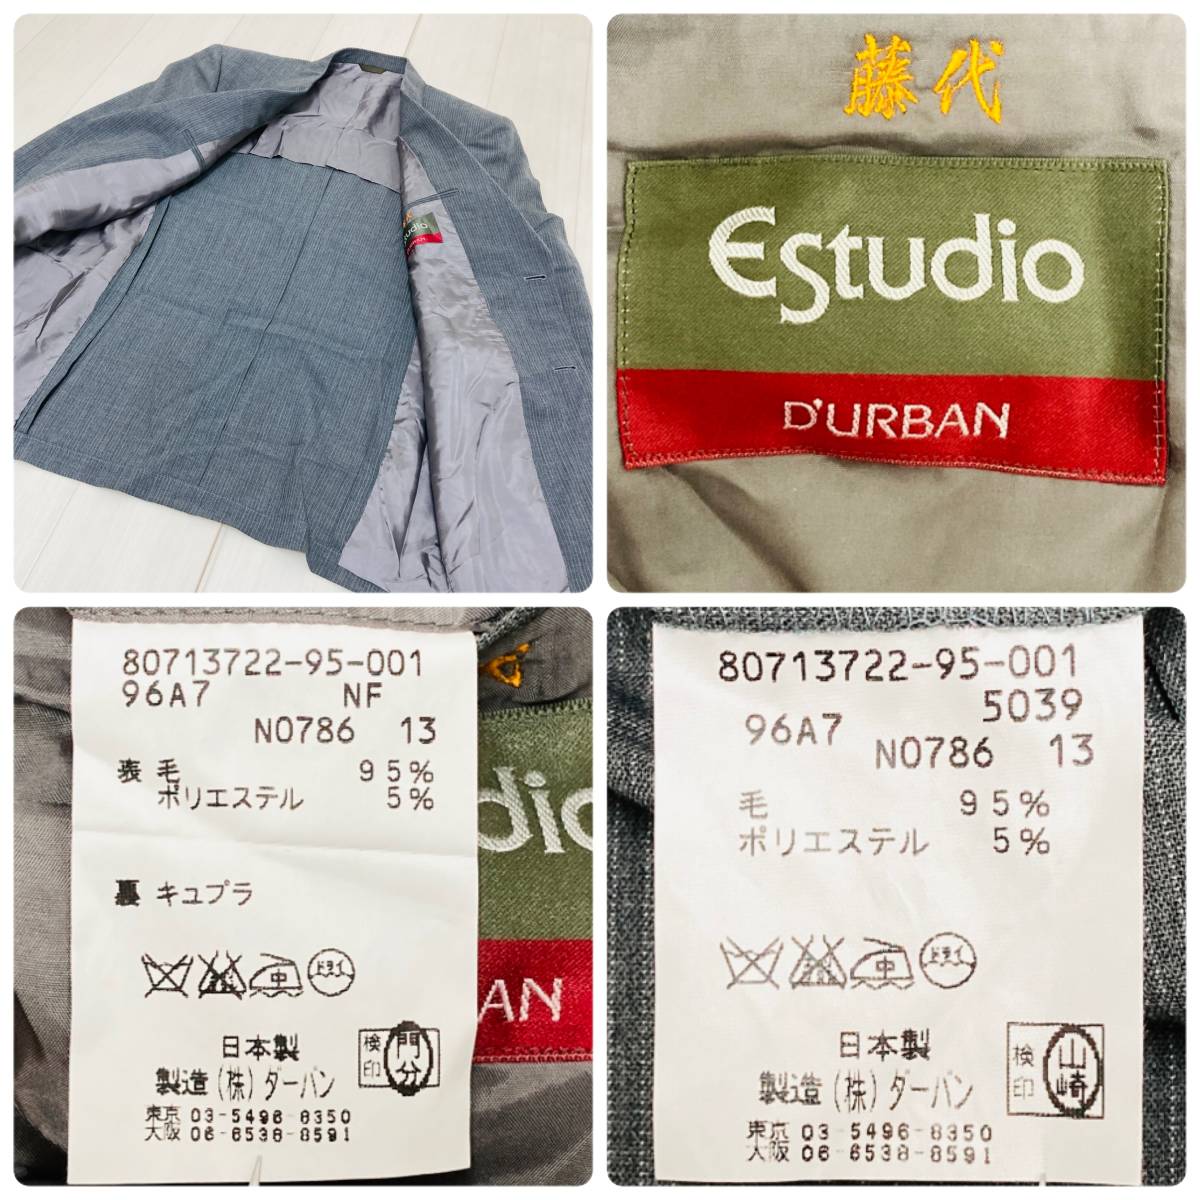 udio
URBAN
藤代
Estudio
D'URBAN
80713722-95-001
96A7 NF
N0786 13
表 毛 95%
ポリエステル 5%
裏 キュプラ
中 ドライ
日本製
検印 門分
製造(株)ダーバン
東京 03-5496-8350
大阪 06-6538-8591
dio
AN
80713722-95-001
5039
96A7
N0786 13
毛 95%
ポリエステル 5%
中 ドライ
日本製
検印 山崎
製造(株)ダーバン
東京 03-5496-8350
大阪 06-6538-8591